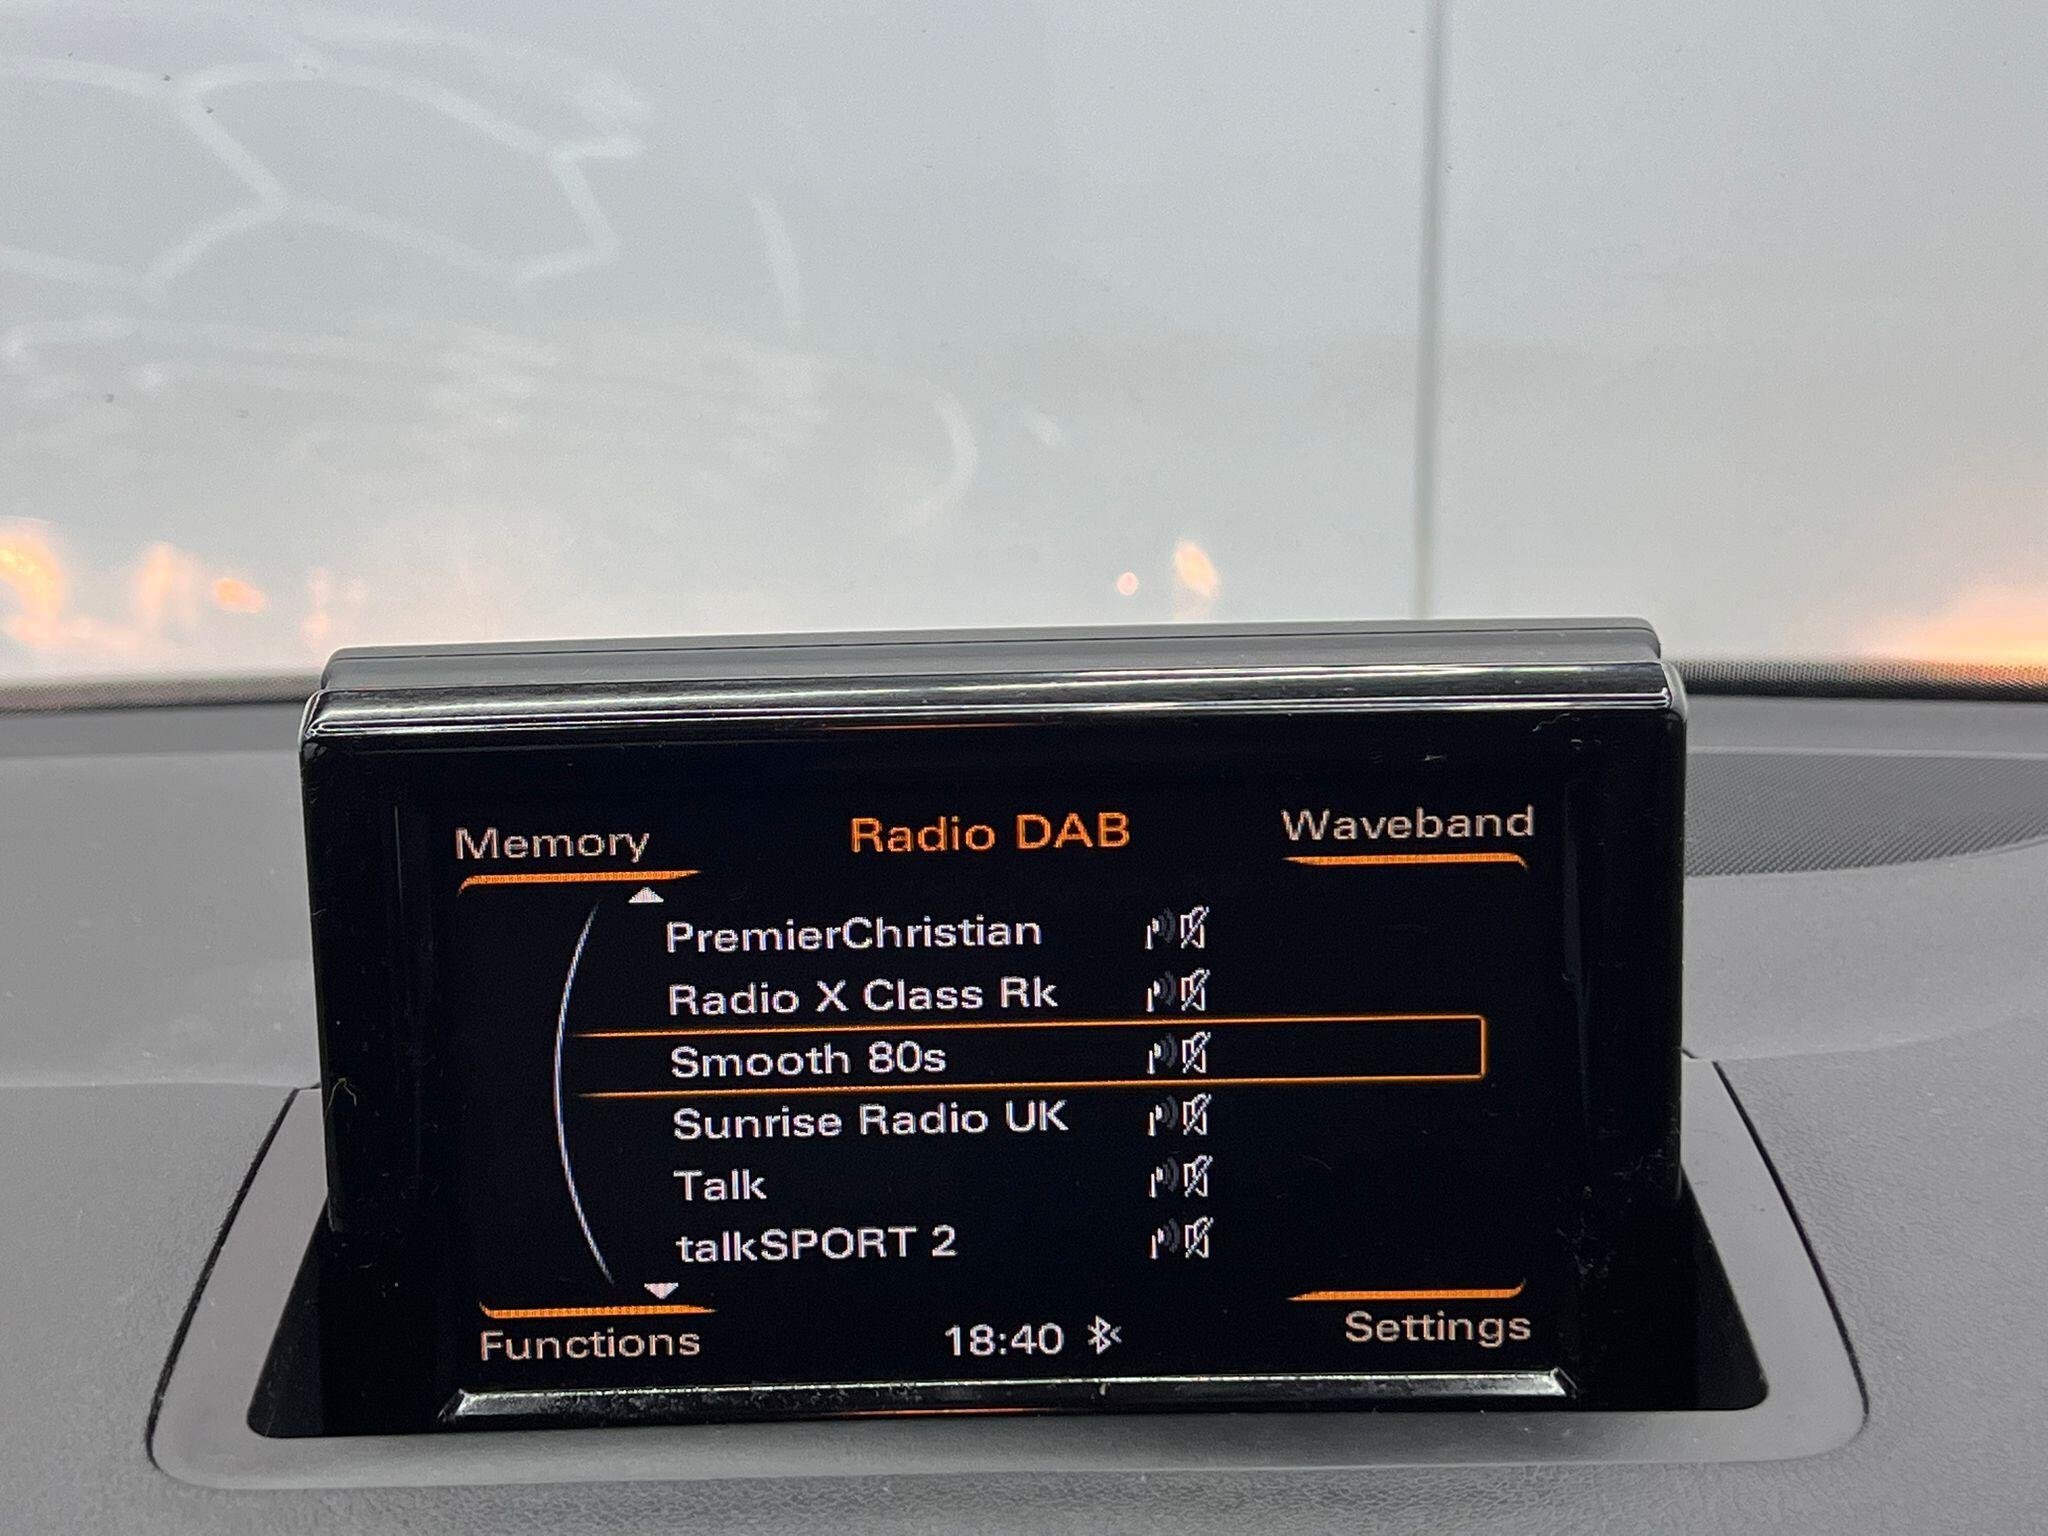 Memory
Radio DAB
Waveband
PremierChristian
Radio X Class Rk
Smooth 80s
Sunrise Radio UK
Talk
talkSPORT 2
Functions
18:40
Settings